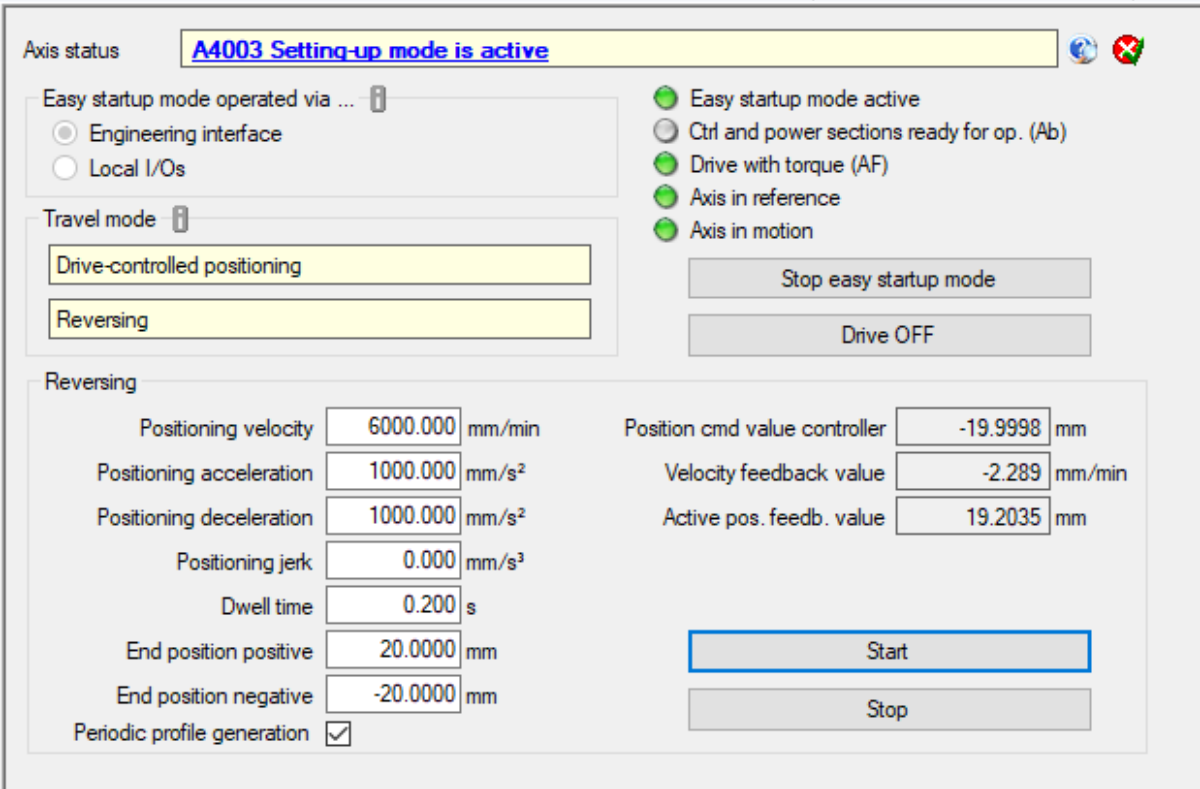 Axis status A4003 Setting-up mode is active
Easy startup mode operated via ...
Engineering interface
Local I/Os
Travel mode
Drive-controlled positioning
Reversing
Easy startup mode active
Ctrl and power sections ready for op. (Ab)
Drive with torque (AF)
Axis in reference
Axis in motion
Stop easy startup mode
Drive OFF
Reversing
Positioning velocity 6000.000 mm/min
Positioning acceleration 1000.000 mm/s²
Positioning deceleration 1000.000 mm/s²
Positioning jerk 0.000 mm/s³
Dwell time 0.200 s
End position positive 20.0000 mm
End position negative -20.0000 mm
Periodic profile generation
Position cmd value controller -19.9998 mm
Velocity feedback value -2.289 mm/min
Active pos. feedb. value 19.2035 mm
Start
Stop